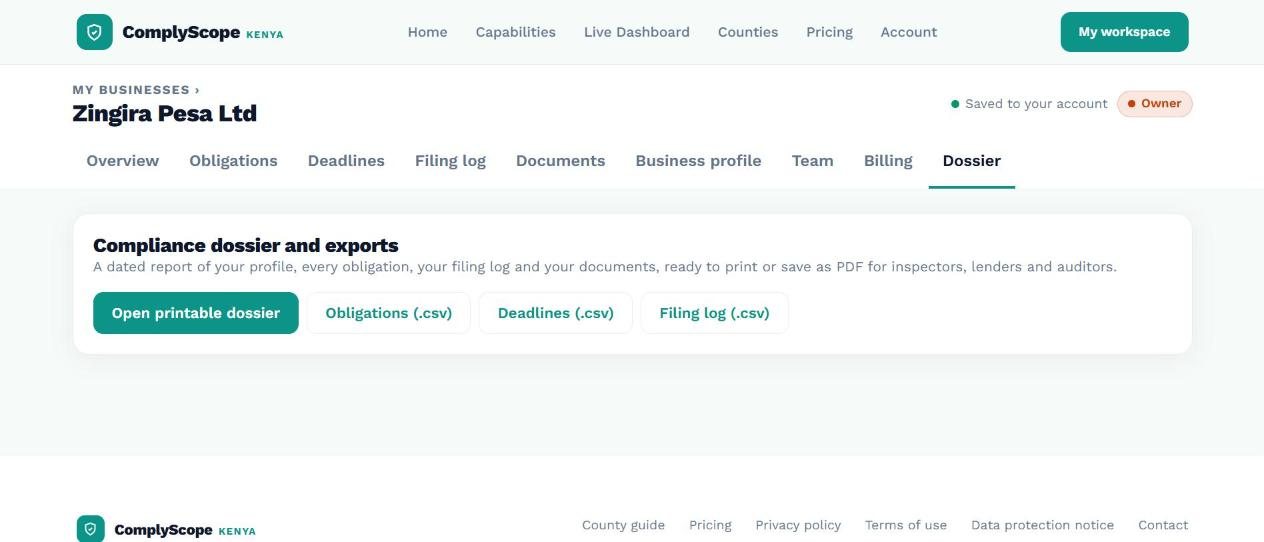 ComplyScope KENYA
Home Capabilities Live Dashboard Counties Pricing Account
My workspace
MY BUSINESSES ›
Zingira Pesa Ltd
Saved to your account
Owner
Overview Obligations Deadlines Filing log Documents Business profile Team Billing Dossier
Compliance dossier and exports
A dated report of your profile, every obligation, your filing log and your documents, ready to print or save as PDF for inspectors, lenders and auditors.
Open printable dossier Obligations (.csv) Deadlines (.csv) Filing log (.csv)
ComplyScope KENYA
County guide Pricing Privacy policy Terms of use Data protection notice Contact